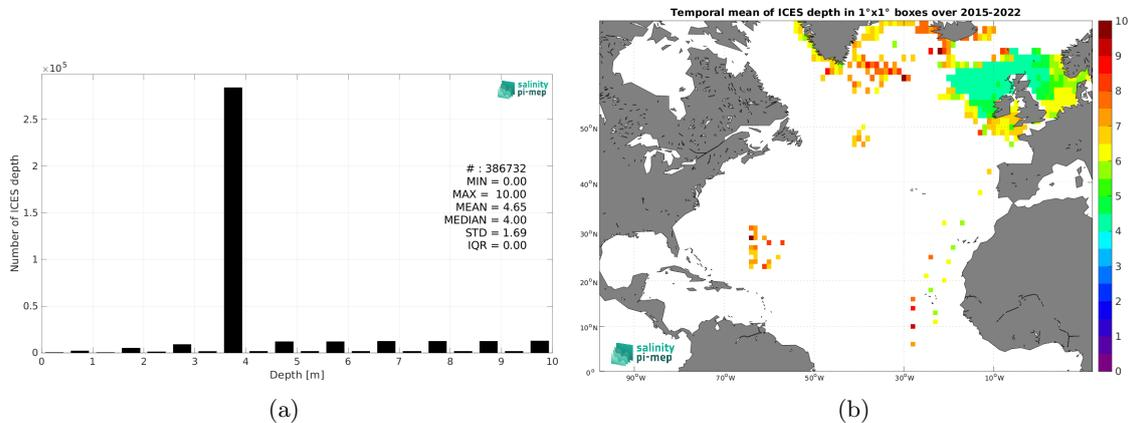 ×10⁵
2.5
2
1.5
1
0.5
0
Number of ICES depth
salinity
pi-mep
# : 386732
MIN = 0.00
MAX = 10.00
MEAN = 4.65
MEDIAN = 4.00
STD = 1.69
IQR = 0.00
0 1 2 3 4 5 6 7 8 9 10
Depth [m]
(a)
Temporal mean of ICES depth in 1°x1° boxes over 2015-2022
50°N
40°N
30°N
20°N
10°N
0°
90°W 70°W 50°W 30°W 10°W
salinity
pi-mep
10
9
8
7
6
5
4
3
2
1
0
(b)